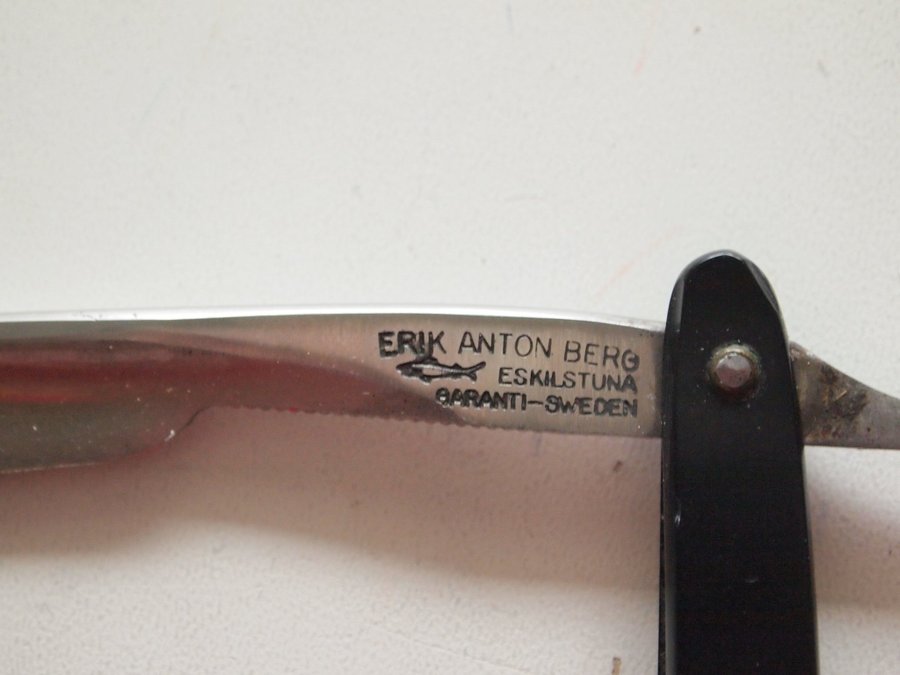 ERIK ANTON BERG
ESKILSTUNA
GARANTI-SWEDEN